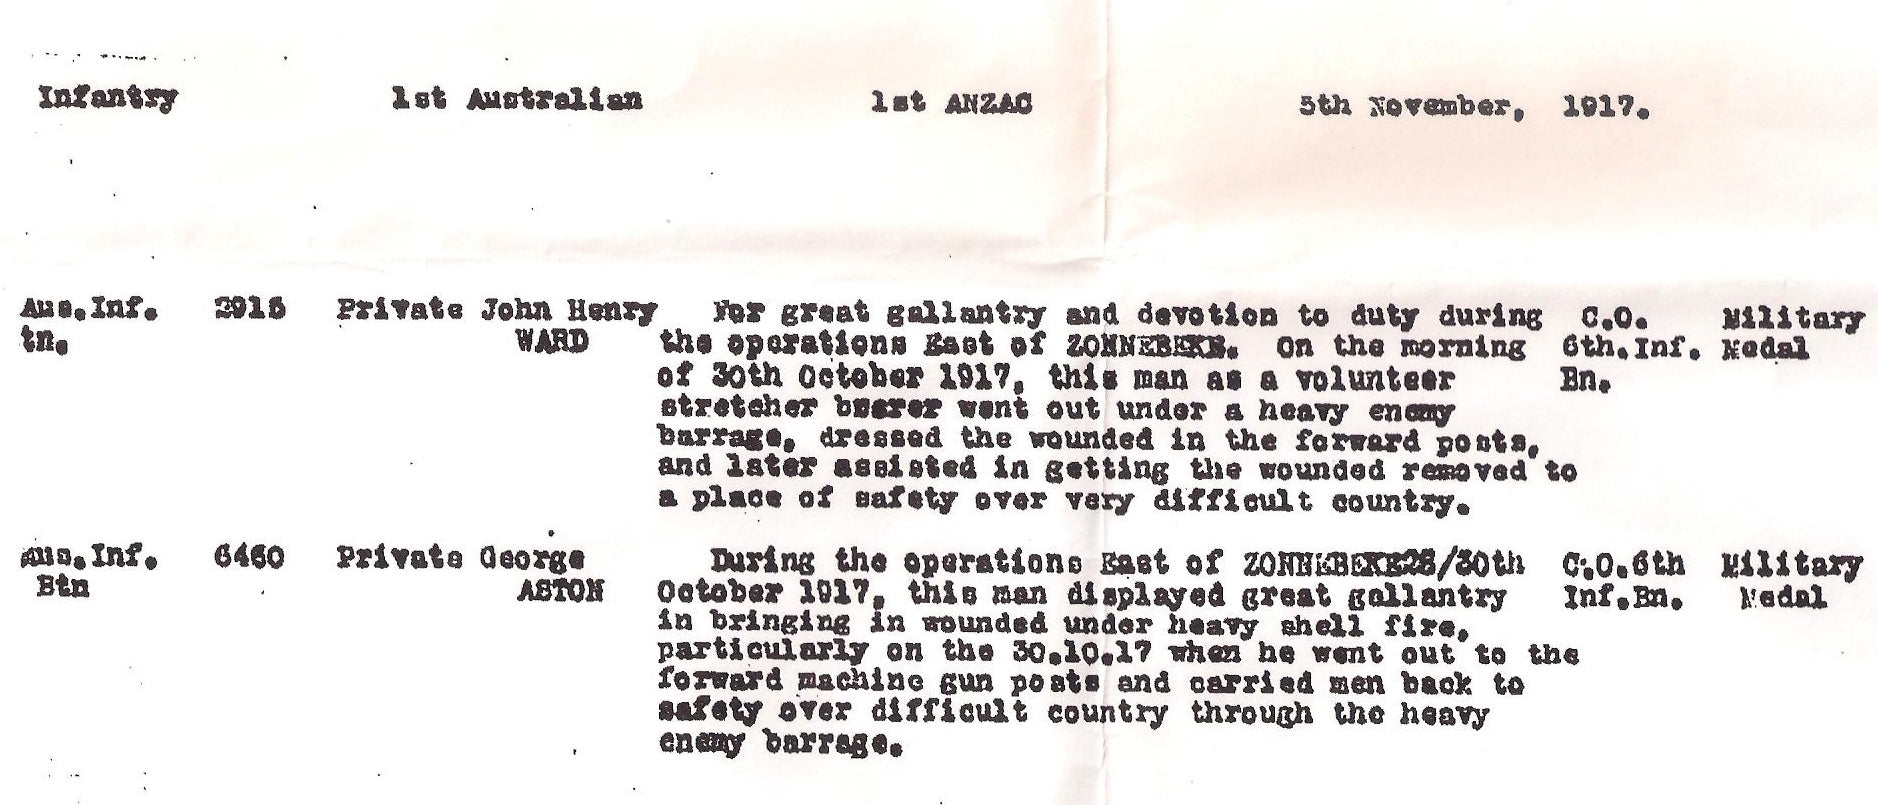 Infantry 1st Australian 1st ANZAC 5th November, 1917.
Aus.Inf. 2915 Private John Henry For great gallantry and devotion to duty during C.O. Military
tn. WARD the operations East of ZONNEBEKE. On the morning 6th.Inf. Medal
of 30th October 1917, this man as a volunteer Bn.
stretcher bearer went out under a heavy enemy
barrage, dressed the wounded in the forward posts,
and later assisted in getting the wounded removed to
a place of safety over very difficult country.
Aus.Inf. 6460 Private George During the operations East of ZONNEBEKE28/30th C.O.6th Military
Btn ASTON October 1917, this man displayed great gallantry Inf.Bn. Medal
in bringing in wounded under heavy shell fire,
particularly on the 30.10.17 when he went out to the
forward machine gun posts and carried men back to
safety over difficult country through the heavy
enemy barrage.